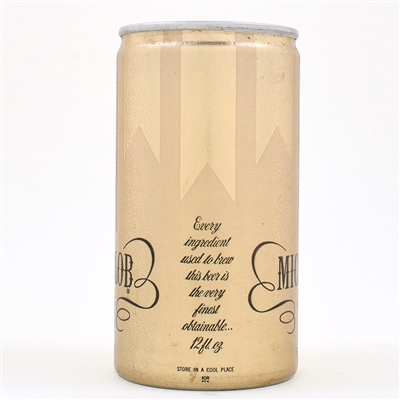 Every
ingredient
used to brew
this beer is
the very
finest
obtainable...
12 fl. oz.
OB®
MIC
STORE IN A COOL PLACE